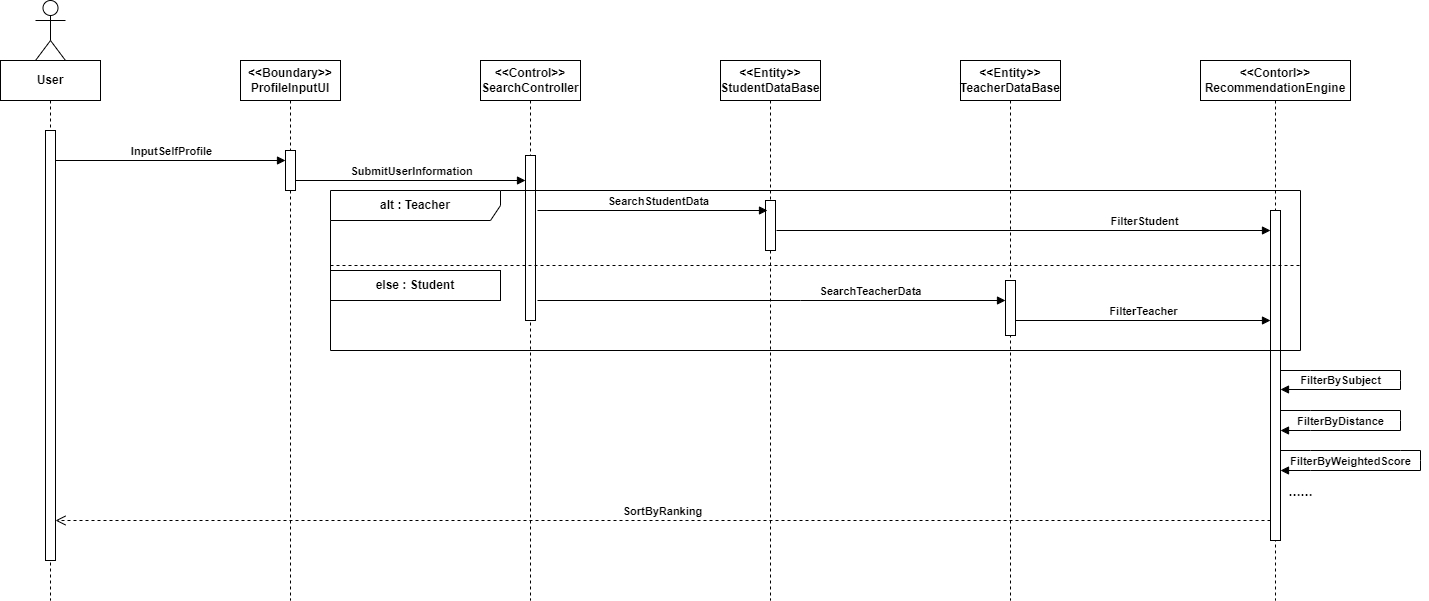 User
<<Boundary>>
ProfileInputUI
<<Control>>
SearchController
<<Entity>>
StudentDataBase
<<Entity>>
TeacherDataBase
<<Contorl>>
RecommendationEngine
InputSelfProfile
SubmitUserInformation
alt : Teacher
SearchStudentData
FilterStudent
else : Student
SearchTeacherData
FilterTeacher
FilterBySubject
FilterByDistance
FilterByWeightedScore
......
SortByRanking